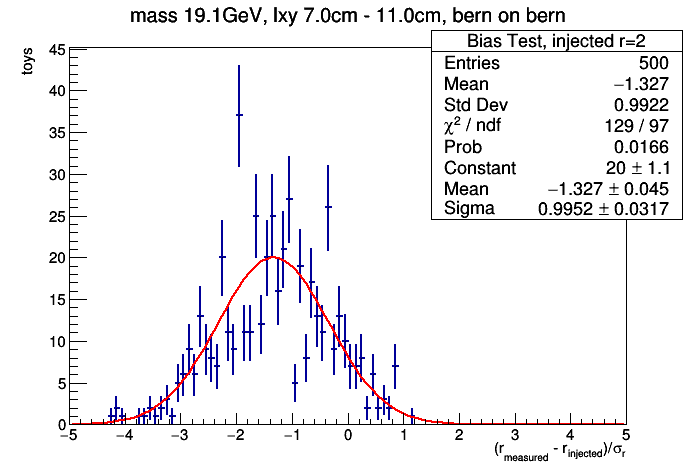 mass 19.1GeV, lxy 7.0cm - 11.0cm, bern on bern
Bias Test, injected r=2
Entries 500
Mean −1.327
Std Dev 0.9922
χ² / ndf 129 / 97
Prob 0.0166
Constant 20 ± 1.1
Mean −1.327 ± 0.045
Sigma 0.9952 ± 0.0317
toys
45
40
35
30
25
20
15
10
5
0
−5 −4 −3 −2 −1 0 1 2 3 4 5
(r_measured - r_injected)/σ_r